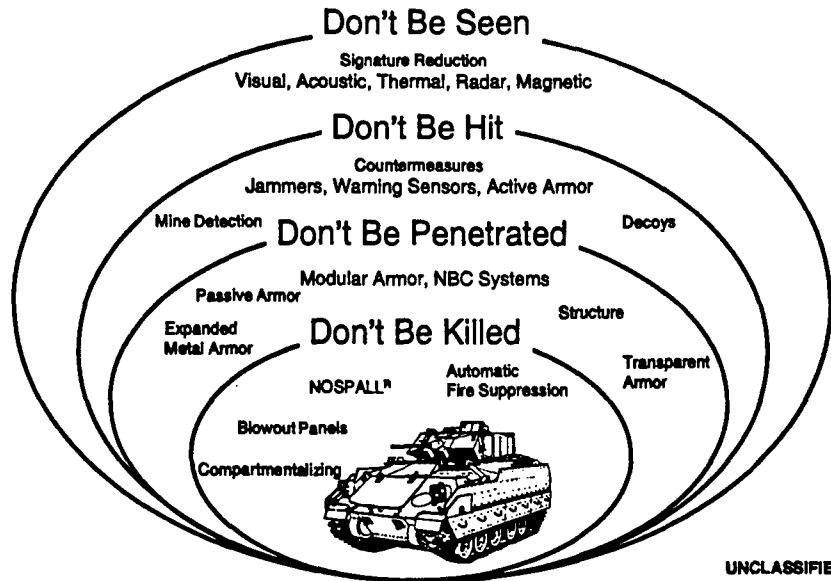 Don't Be Seen
Signature Reduction
Visual, Acoustic, Thermal, Radar, Magnetic
Don't Be Hit
Countermeasures
Jammers, Warning Sensors, Active Armor
Mine Detection
Decoys
Don't Be Penetrated
Modular Armor, NBC Systems
Passive Armor
Structure
Expanded
Metal Armor
Don't Be Killed
Transparent
Armor
NOSPALLᴿ
Automatic
Fire Suppression
Blowout Panels
Compartmentalizing
UNCLASSIFIE